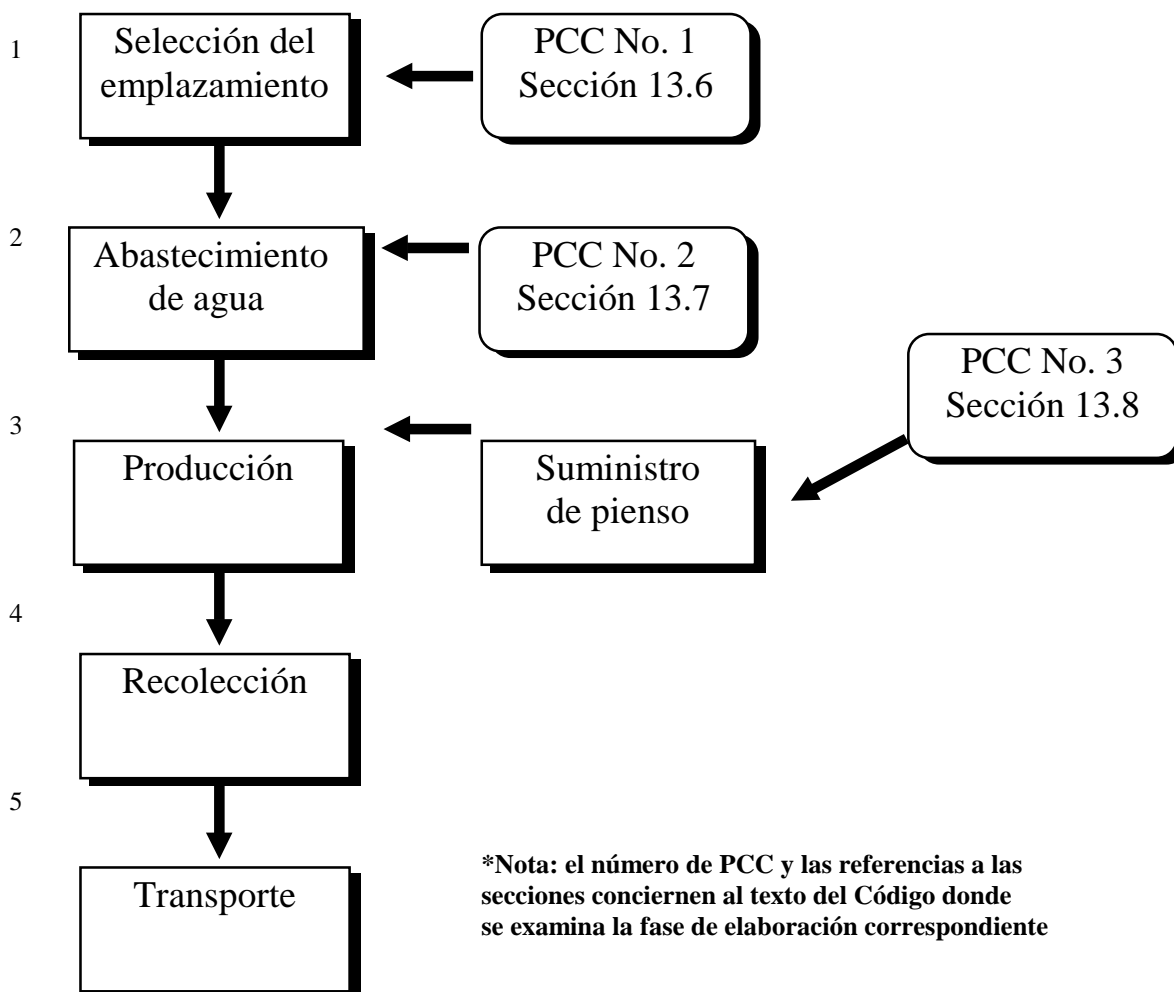 1
Selección del
emplazamiento
PCC No. 1
Sección 13.6
2
Abastecimiento
de agua
PCC No. 2
Sección 13.7
PCC No. 3
Sección 13.8
3
Producción
Suministro
de pienso
4
Recolección
5
Transporte
*Nota: el número de PCC y las referencias a las
secciones conciernen al texto del Código donde
se examina la fase de elaboración correspondiente